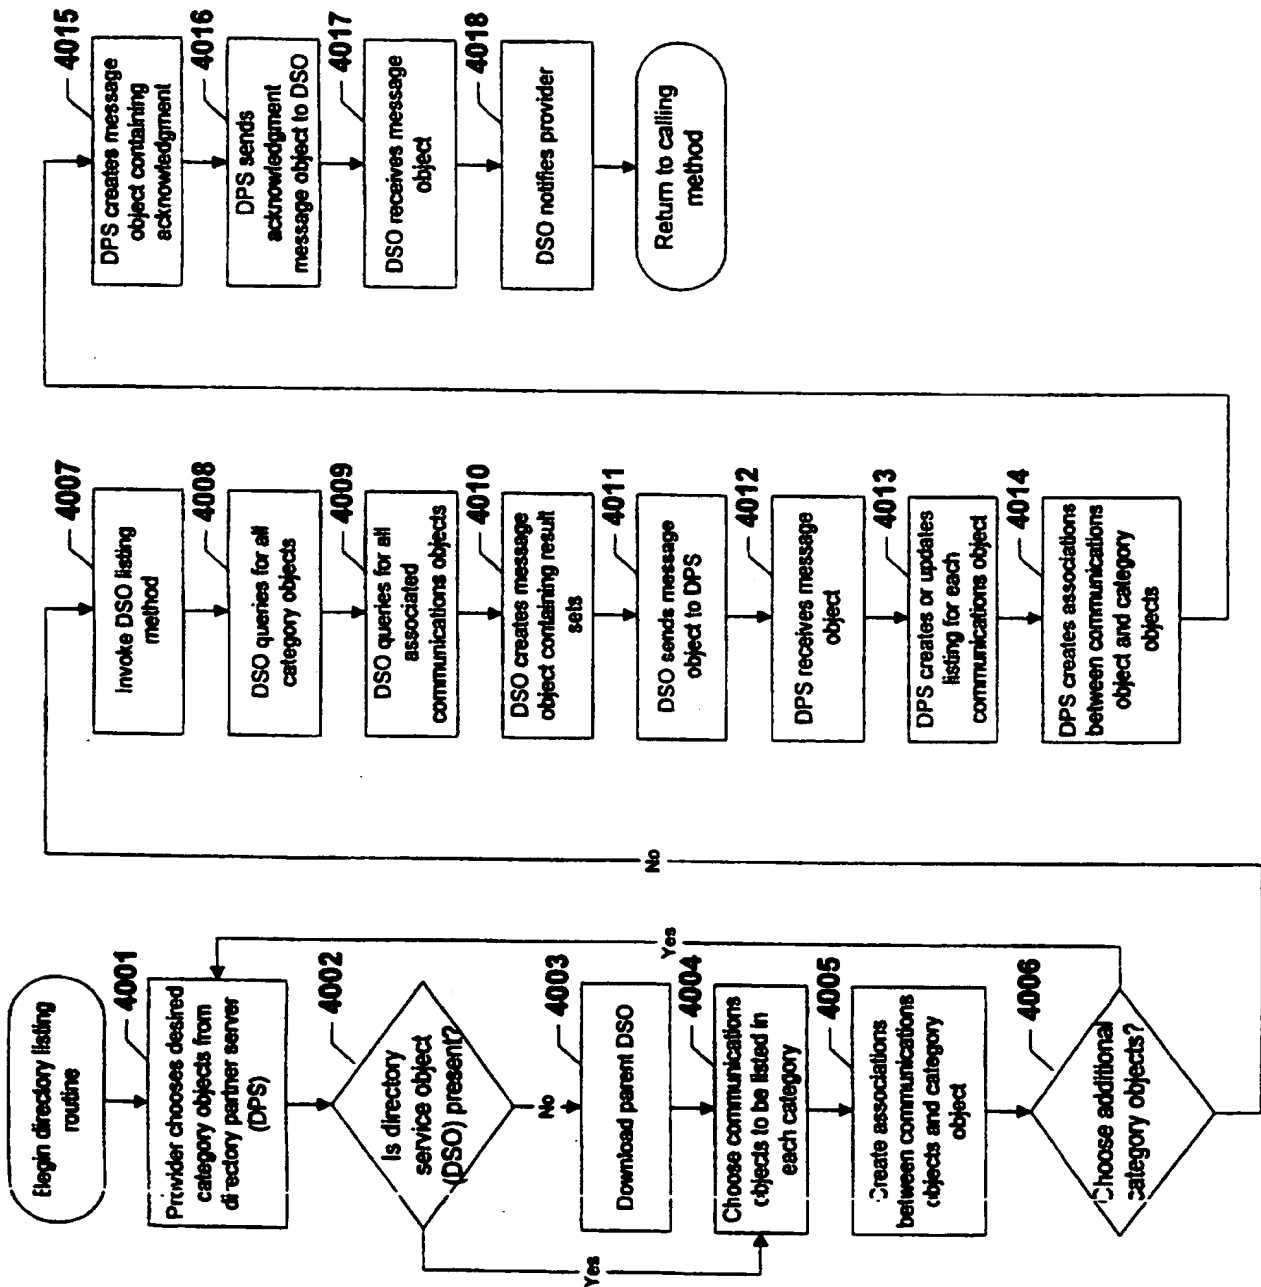 Begin directory listing
routine
4001
Provider chooses desired
category objects from
directory partner server
(DPS)
4002
Is directory
service object
(DSO) present?
Yes
No
4003
Download parent DSO
4004
Choose communications
objects to be listed in
each category
4005
Create associations
between communications
objects and category
object
4006
Choose additional
category objects?
Yes
No
4007
Invoke DSO listing
method
4008
DSO queries for all
category objects
4009
DSO queries for all
associated
communications objects
4010
DSO creates message
object containing result
sets
4011
DSO sends message
object to DPS
4012
DPS receives message
object
4013
DPS creates or updates
listing for each
communications object
4014
DPS creates associations
between communications
object and category
objects
4015
DPS creates message
object containing
acknowledgment
4016
DPS sends
acknowledgment
message object to DSO
4017
DSO receives message
object
4018
DSO notifies provider
Return to calling
method